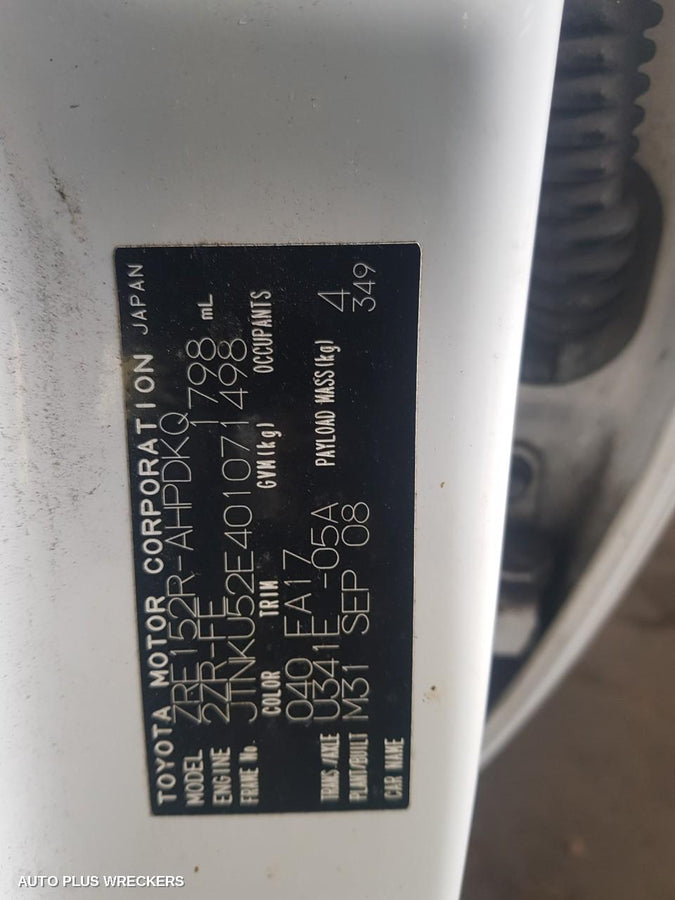 TOYOTA MOTOR CORPORATION JAPAN
MODEL ZRE152R-AHPDKQ
ENGINE 2ZR-FE 1798 mL
FRAME No. JTNKU52E401071498
COLOR TRIM GVM(kg) OCCUPANTS
040 FA17 4
TRANS/AXLE U341E -05A PAYLOAD MASS(kg) 349
PLANT/BUILT M31 SEP 08
CAR NAME
AUTO PLUS WRECKERS